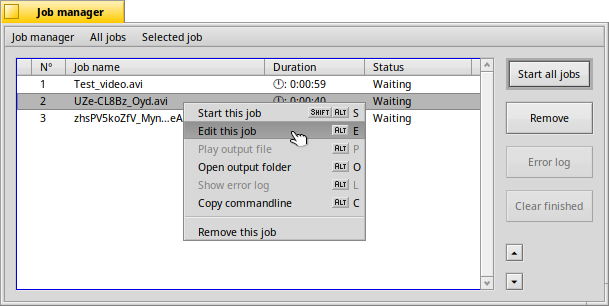 Job manager
Job manager All jobs Selected job
N° Job name Duration Status
1 Test_video.avi : 0:00:59 Waiting
2 UZe-CL8Bz_Oyd.avi : 0:00:40 Waiting
3 zhsPV5koZfV_Myn...eA Waiting
Start this job SHIFT ALT S
Edit this job ALT E
Play output file ALT P
Open output folder ALT O
Show error log ALT L
Copy commandline ALT C
Remove this job
Start all jobs
Remove
Error log
Clear finished